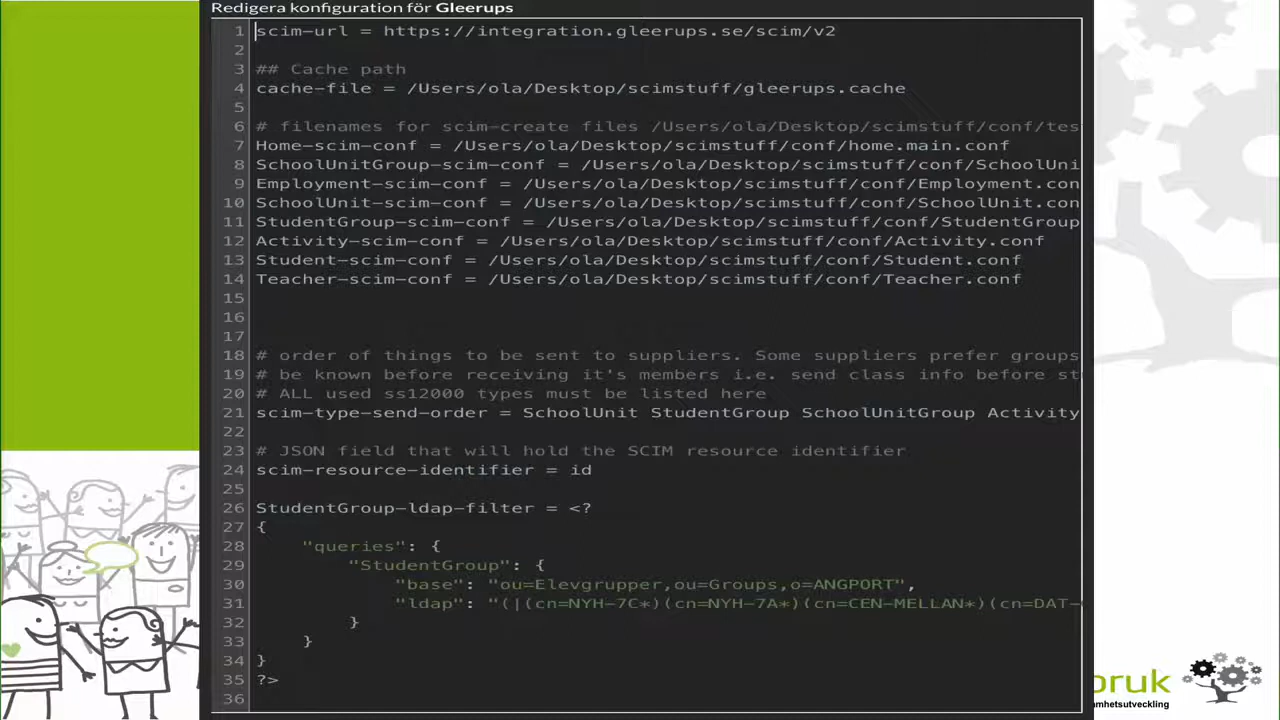 Redigera konfiguration för Gleerups
1 scim-url = https://integration.gleerups.se/scim/v2
2
3 ## Cache path
4 cache-file = /Users/ola/Desktop/scimstuff/gleerups.cache
5
6 # filenames for scim-create files /Users/ola/Desktop/scimstuff/conf/tes
7 Home-scim-conf = /Users/ola/Desktop/scimstuff/conf/home.main.conf
8 SchoolUnitGroup-scim-conf = /Users/ola/Desktop/scimstuff/conf/SchoolUni
9 Employment-scim-conf = /Users/ola/Desktop/scimstuff/conf/Employment.con
10 SchoolUnit-scim-conf = /Users/ola/Desktop/scimstuff/conf/SchoolUnit.con
11 StudentGroup-scim-conf = /Users/ola/Desktop/scimstuff/conf/StudentGroup
12 Activity-scim-conf = /Users/ola/Desktop/scimstuff/conf/Activity.conf
13 Student-scim-conf = /Users/ola/Desktop/scimstuff/conf/Student.conf
14 Teacher-scim-conf = /Users/ola/Desktop/scimstuff/conf/Teacher.conf
15
16
17
18 # order of things to be sent to suppliers. Some suppliers prefer groups
19 # be known before receiving it's members i.e. send class info before st
20 # ALL used ss12000 types must be listed here
21 scim-type-send-order = SchoolUnit StudentGroup SchoolUnitGroup Activity
22
23 # JSON field that will hold the SCIM resource identifier
24 scim-resource-identifier = id
25
26 StudentGroup-ldap-filter = <?
27 {
28 "queries": {
29 "StudentGroup": {
30 "base": "ou=Elevgrupper,ou=Groups,o=ANGPORT",
31 "ldap": "(|(cn=NYH-7C*)(cn=NYH-7A*)(cn=CEN-MELLAN*)(cn=DAT-
32 }
33 }
34 }
35 ?>
36
oruk
amhetsutveckling